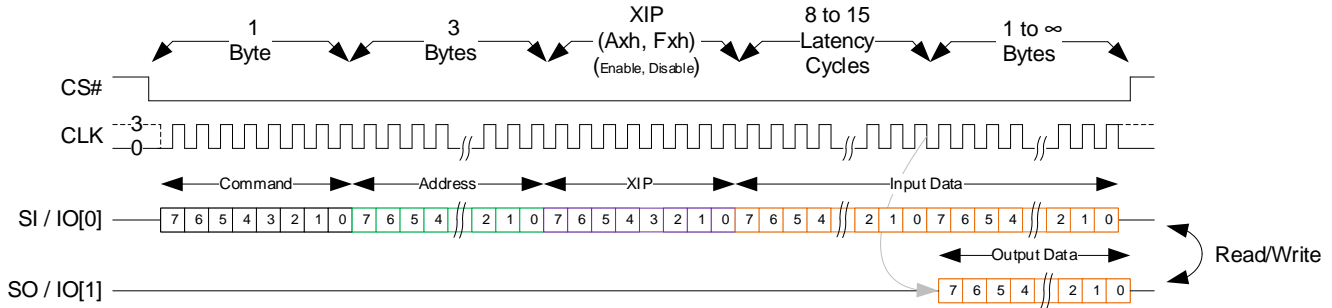 1
Byte
3
Bytes
XIP
(Axh, Fxh)
(Enable, Disable)
8 to 15
Latency
Cycles
1 to ∞
Bytes
CS#
CLK
3
0
Command
Address
XIP
Input Data
SI / IO[0]
7 6 5 4 3 2 1 0 7 6 5 4 2 1 0 7 6 5 4 3 2 1 0 7 6 5 4 2 1 0 7 6 5 4 2 1 0
Read/Write
Output Data
SO / IO[1]
7 6 5 4 2 1 0